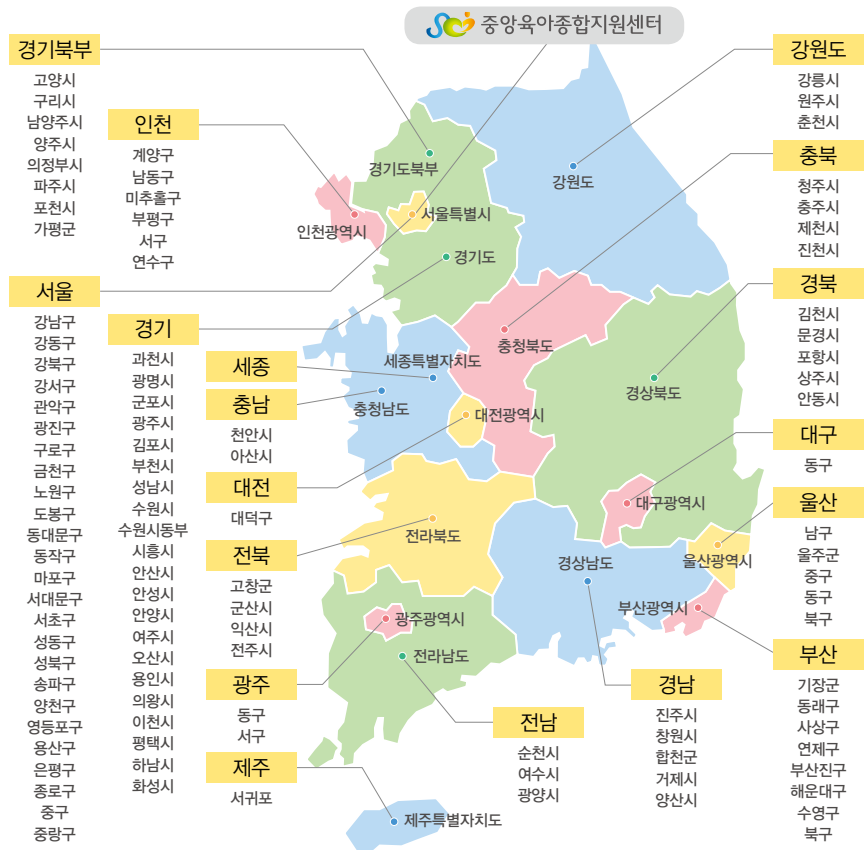 중앙육아종합지원센터
경기북부
고양시
구리시
남양주시
양주시
의정부시
파주시
포천시
가평군
인천
계양구
남동구
미추홀구
부평구
서구
연수구
서울
강남구
강동구
강북구
강서구
관악구
광진구
구로구
금천구
노원구
도봉구
동대문구
동작구
마포구
서대문구
서초구
성동구
성북구
송파구
양천구
영등포구
용산구
은평구
종로구
중구
중랑구
경기
과천시
광명시
군포시
광주시
김포시
부천시
성남시
수원시
수원시동부
시흥시
안산시
안성시
안양시
여주시
오산시
용인시
의왕시
이천시
평택시
하남시
화성시
세종
충남
천안시
아산시
대전
대덕구
전북
고창군
군산시
익산시
전주시
광주
동구
서구
제주
서귀포
경기도북부
서울특별시
인천광역시
경기도
강원도
충청북도
세종특별자치도
충청남도
대전광역시
경상북도
대구광역시
전라북도
경상남도
울산광역시
부산광역시
광주광역시
전라남도
제주특별자치도
전남
순천시
여수시
광양시
경남
진주시
창원시
합천군
거제시
양산시
강원도
강릉시
원주시
춘천시
충북
청주시
충주시
제천시
진천시
경북
김천시
문경시
포항시
상주시
안동시
대구
동구
울산
남구
울주군
중구
동구
북구
부산
기장군
동래구
사상구
연제구
부산진구
해운대구
수영구
북구